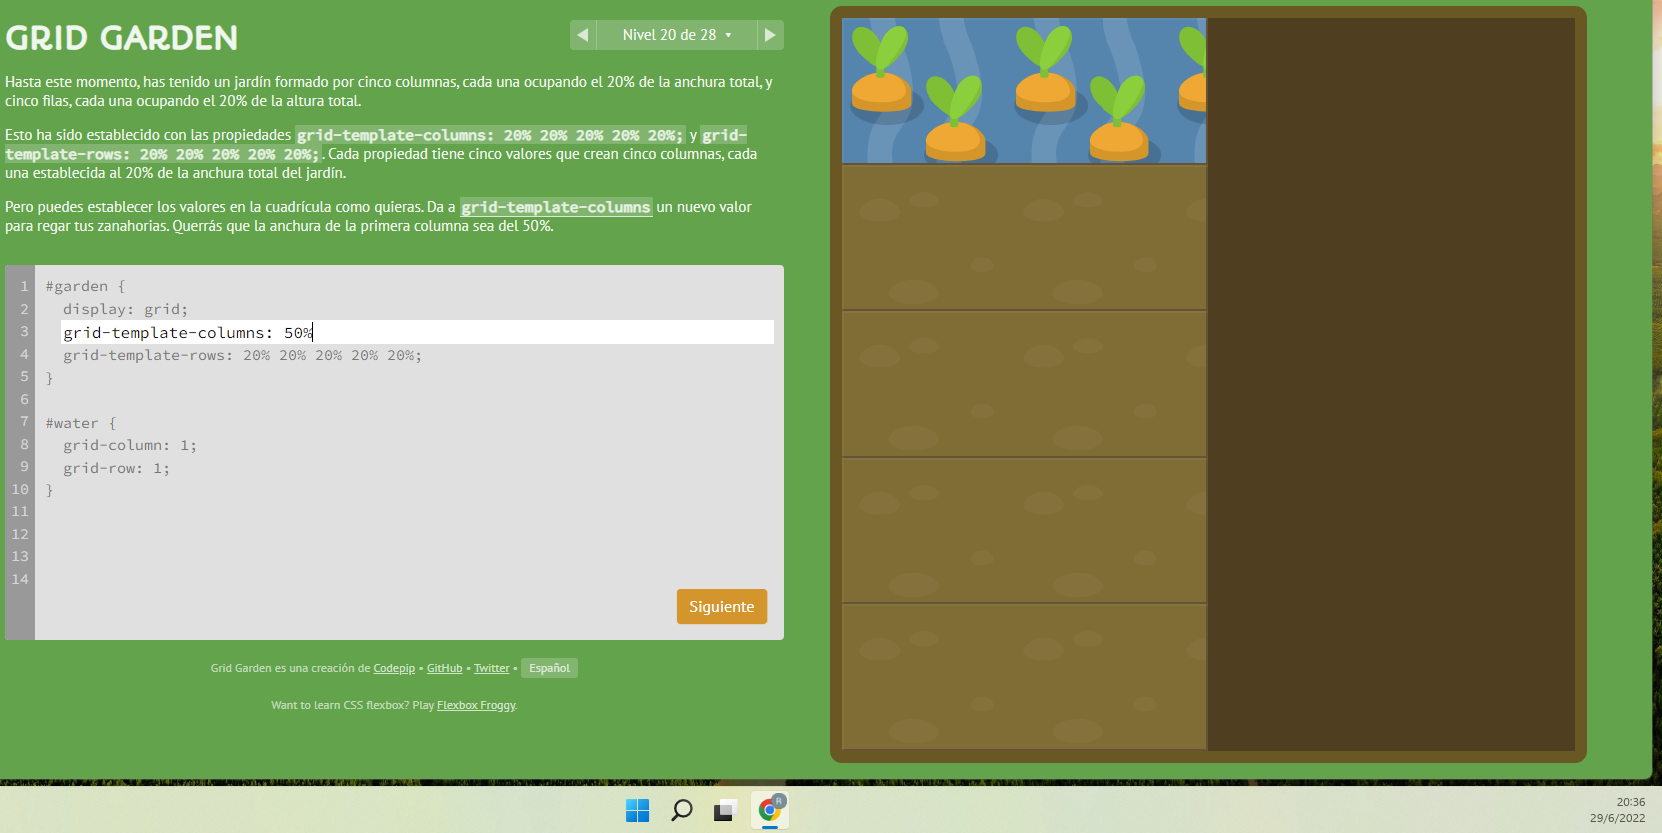 GRID GARDEN
Nivel 20 de 28
Hasta este momento, has tenido un jardín formado por cinco columnas, cada una ocupando el 20% de la anchura total, y
cinco filas, cada una ocupando el 20% de la altura total.
Esto ha sido establecido con las propiedades grid-template-columns: 20% 20% 20% 20% 20%; y grid-
template-rows: 20% 20% 20% 20% 20%;. Cada propiedad tiene cinco valores que crean cinco columnas, cada
una establecida al 20% de la anchura total del jardín.
Pero puedes establecer los valores en la cuadrícula como quieras. Da a grid-template-columns un nuevo valor
para regar tus zanahorias. Querrás que la anchura de la primera columna sea del 50%.
1 #garden {
2 display: grid;
3 grid-template-columns: 50%
4 grid-template-rows: 20% 20% 20% 20% 20%;
5 }
6
7 #water {
8 grid-column: 1;
9 grid-row: 1;
10 }
11
12
13
14
Siguiente
Grid Garden es una creación de Codepip • GitHub • Twitter • Español
Want to learn CSS flexbox? Play Flexbox Froggy.
R
20:36
29/6/2022